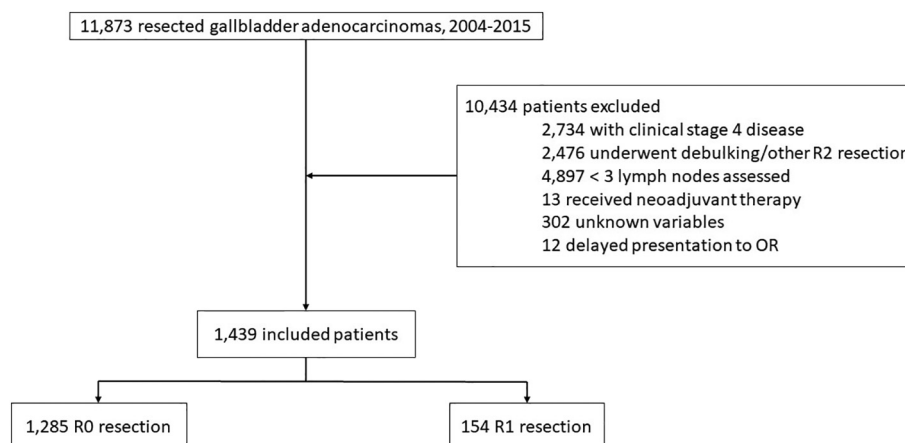 11,873 resected gallbladder adenocarcinomas, 2004-2015
10,434 patients excluded
2,734 with clinical stage 4 disease
2,476 underwent debulking/other R2 resection
4,897 < 3 lymph nodes assessed
13 received neoadjuvant therapy
302 unknown variables
12 delayed presentation to OR
1,439 included patients
1,285 R0 resection
154 R1 resection